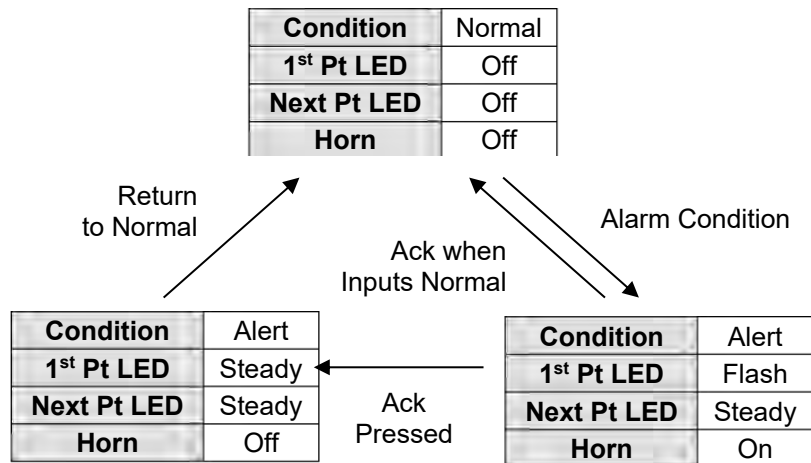 Condition Normal
1st Pt LED Off
Next Pt LED Off
Horn Off
Return
to Normal
Ack when
Inputs Normal
Alarm Condition
Condition Alert
1st Pt LED Steady
Next Pt LED Steady
Horn Off
Ack
Pressed
Condition Alert
1st Pt LED Flash
Next Pt LED Steady
Horn On